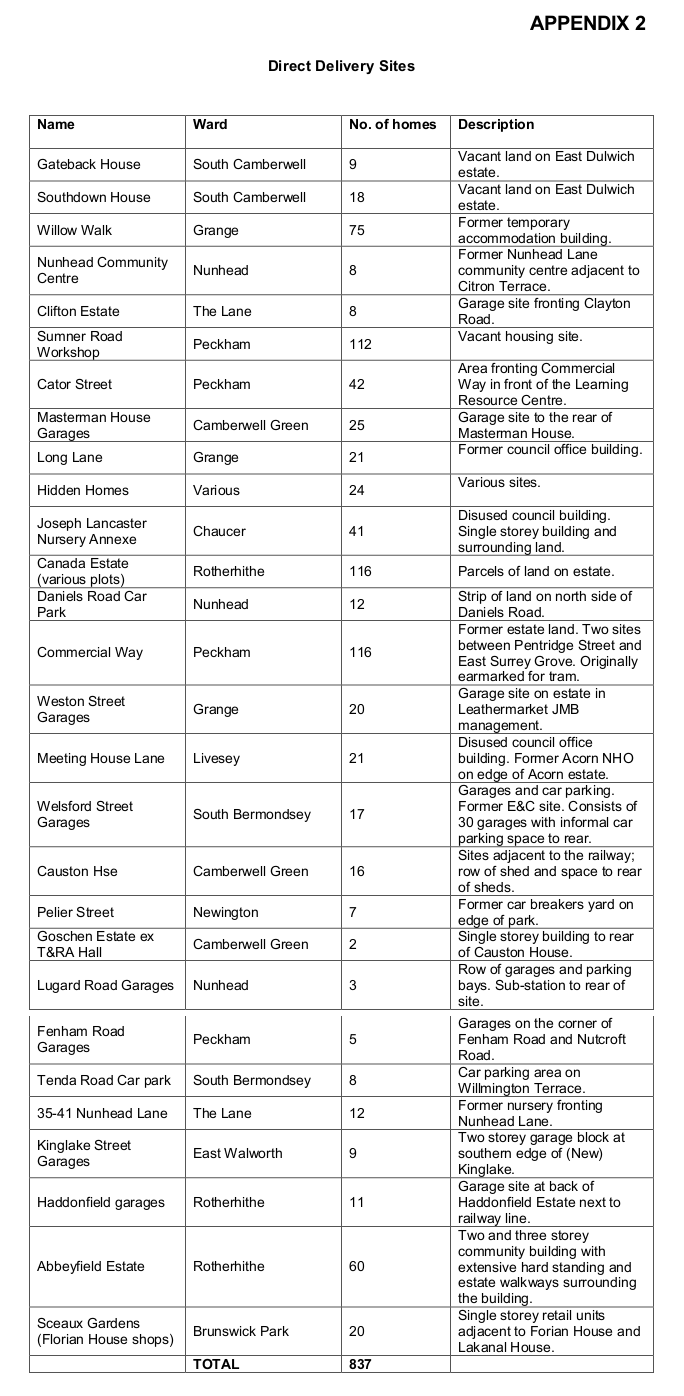 APPENDIX 2
Direct Delivery Sites
Name Ward No. of homes Description
Gateback House South Camberwell 9 Vacant land on East Dulwich
estate.
Southdown House South Camberwell 18 Vacant land on East Dulwich
estate.
Willow Walk Grange 75 Former temporary
accommodation building.
Nunhead Community
Centre Nunhead 8 Former Nunhead Lane
community centre adjacent to
Citron Terrace.
Clifton Estate The Lane 8 Garage site fronting Clayton
Road.
Sumner Road
Workshop Peckham 112 Vacant housing site.
Cator Street Peckham 42 Area fronting Commercial
Way in front of the Learning
Resource Centre.
Masterman House
Garages Camberwell Green 25 Garage site to the rear of
Masterman House.
Long Lane Grange 21 Former council office building.
Hidden Homes Various 24 Various sites.
Joseph Lancaster
Nursery Annexe Chaucer 41 Disused council building.
Single storey building and
surrounding land.
Canada Estate
(various plots) Rotherhithe 116 Parcels of land on estate.
Daniels Road Car
Park Nunhead 12 Strip of land on north side of
Daniels Road.
Commercial Way Peckham 116 Former estate land. Two sites
between Pentridge Street and
East Surrey Grove. Originally
earmarked for tram.
Weston Street
Garages Grange 20 Garage site on estate in
Leathermarket JMB
management.
Meeting House Lane Livesey 21 Disused council office
building. Former Acorn NHO
on edge of Acorn estate.
Welsford Street
Garages South Bermondsey 17 Garages and car parking.
Former E&C site. Consists of
30 garages with informal car
parking space to rear.
Causton Hse Camberwell Green 16 Sites adjacent to the railway;
row of shed and space to rear
of sheds.
Pelier Street Newington 7 Former car breakers yard on
edge of park.
Goschen Estate ex
T&RA Hall Camberwell Green 2 Single storey building to rear
of Causton House.
Lugard Road Garages Nunhead 3 Row of garages and parking
bays. Sub-station to rear of
site.
Fenham Road
Garages Peckham 5 Garages on the corner of
Fenham Road and Nutcroft
Road.
Tenda Road Car park South Bermondsey 8 Car parking area on
Willmington Terrace.
35-41 Nunhead Lane The Lane 12 Former nursery fronting
Nunhead Lane.
Kinglake Street
Garages East Walworth 9 Two storey garage block at
southern edge of (New)
Kinglake.
Haddonfield garages Rotherhithe 11 Garage site at back of
Haddonfield Estate next to
railway line.
Abbeyfield Estate Rotherhithe 60 Two and three storey
community building with
extensive hard standing and
estate walkways surrounding
the building.
Sceaux Gardens
(Florian House shops) Brunswick Park 20 Single storey retail units
adjacent to Forian House and
Lakanal House.
TOTAL 837